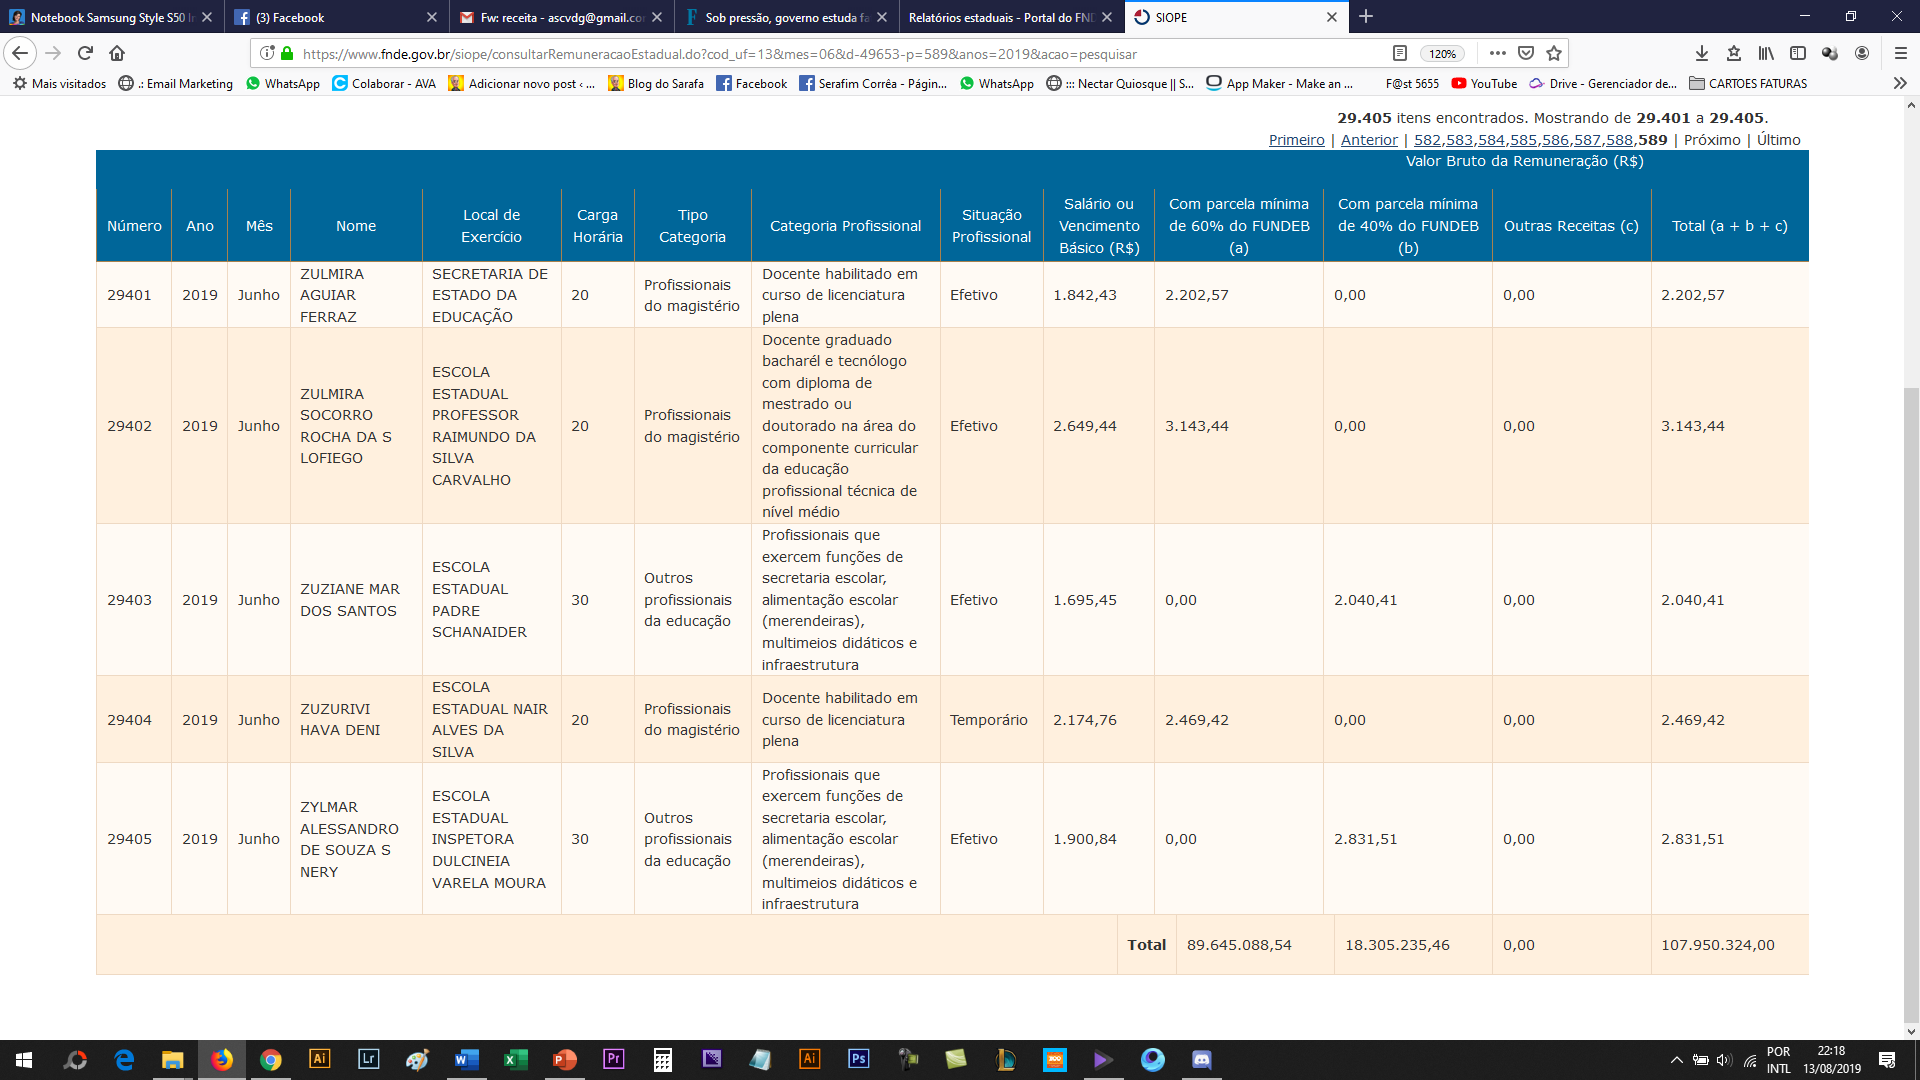 Notebook Samsung Style S50 In
(3) Facebook
Fw: receita - ascvdg@gmail.co
Sob pressão, governo estuda fa
Relatórios estaduais - Portal do FND
SIOPE
https://www.fnde.gov.br/siope/consultarRemuneracaoEstadual.do?cod_uf=13&mes=06&d-49653-p=589&anos=2019&acao=pesquisar
120%
Mais visitados
.: Email Marketing
WhatsApp
Colaborar - AVA
Adicionar novo post ‹ ...
Blog do Sarafa
Facebook
Serafim Corrêa - Págin...
WhatsApp
::: Nectar Quiosque || S...
App Maker - Make an ...
F@st 5655
YouTube
Drive - Gerenciador de...
CARTOES FATURAS
29.405 itens encontrados. Mostrando de 29.401 a 29.405.
Primeiro | Anterior | 582,583,584,585,586,587,588,589 | Próximo | Último
Valor Bruto da Remuneração (R$)
Número
Ano
Mês
Nome
Local de
Exercício
Carga
Horária
Tipo
Categoria
Categoria Profissional
Situação
Profissional
Salário ou
Vencimento
Básico (R$)
Com parcela mínima
de 60% do FUNDEB
(a)
Com parcela mínima
de 40% do FUNDEB
(b)
Outras Receitas (c)
Total (a + b + c)
29401
2019
Junho
ZULMIRA
AGUIAR
FERRAZ
SECRETARIA DE
ESTADO DA
EDUCAÇÃO
20
Profissionais
do magistério
Docente habilitado em
curso de licenciatura
plena
Efetivo
1.842,43
2.202,57
0,00
0,00
2.202,57
29402
2019
Junho
ZULMIRA
SOCORRO
ROCHA DA S
LOFIEGO
ESCOLA
ESTADUAL
PROFESSOR
RAIMUNDO DA
SILVA
CARVALHO
20
Profissionais
do magistério
Docente graduado
bacharél e tecnólogo
com diploma de
mestrado ou
doutorado na área do
componente curricular
da educação
profissional técnica de
nível médio
Efetivo
2.649,44
3.143,44
0,00
0,00
3.143,44
29403
2019
Junho
ZUZIANE MAR
DOS SANTOS
ESCOLA
ESTADUAL
PADRE
SCHANAIDER
30
Outros
profissionais
da educação
Profissionais que
exercem funções de
secretaria escolar,
alimentação escolar
(merendeiras),
multimeios didáticos e
infraestrutura
Efetivo
1.695,45
0,00
2.040,41
0,00
2.040,41
29404
2019
Junho
ZUZURIVI
HAVA DENI
ESCOLA
ESTADUAL NAIR
ALVES DA
SILVA
20
Profissionais
do magistério
Docente habilitado em
curso de licenciatura
plena
Temporário
2.174,76
2.469,42
0,00
0,00
2.469,42
29405
2019
Junho
ZYLMAR
ALESSANDRO
DE SOUZA S
NERY
ESCOLA
ESTADUAL
INSPETORA
DULCINEIA
VARELA MOURA
30
Outros
profissionais
da educação
Profissionais que
exercem funções de
secretaria escolar,
alimentação escolar
(merendeiras),
multimeios didáticos e
infraestrutura
Efetivo
1.900,84
0,00
2.831,51
0,00
2.831,51
Total
89.645.088,54
18.305.235,46
0,00
107.950.324,00
POR
INTL
22:18
13/08/2019